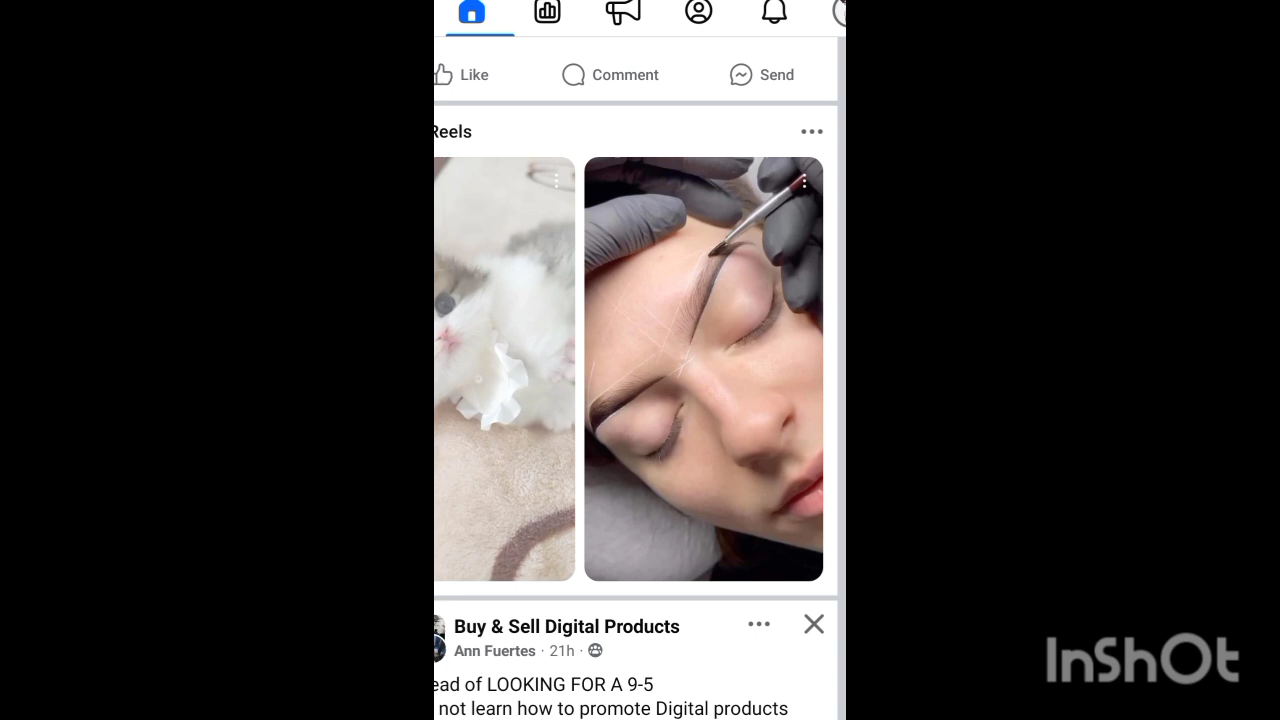 Like
Comment
Send
Reels
Buy & Sell Digital Products
Ann Fuertes · 21h ·
ead of LOOKING FOR A 9-5
not learn how to promote Digital products
InShOt